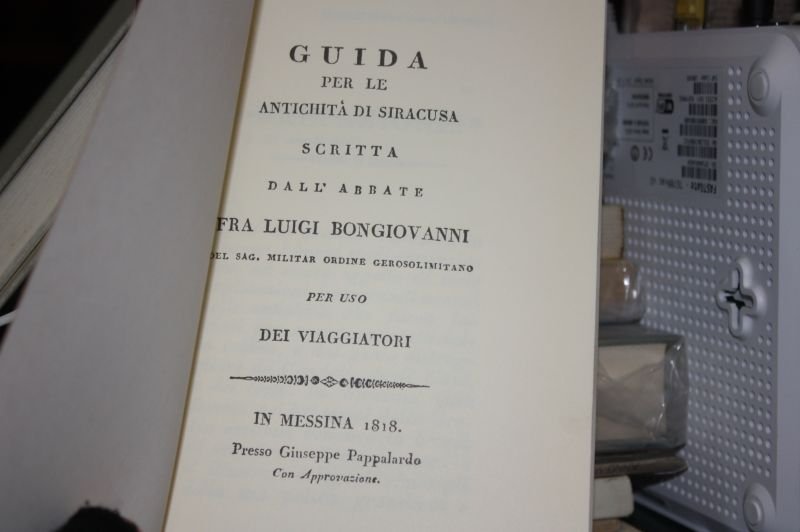 GUIDA
PER LE
ANTICHITÀ DI SIRACUSA
SCRITTA
DALL' ABBATE
FRA LUIGI BONGIOVANNI
DEL SAG. MILITAR ORDINE GEROSOLIMITANO
PER USO
DEI VIAGGIATORI
IN MESSINA 1818.
Presso Giuseppe Pappalardo
Con Approvazione.